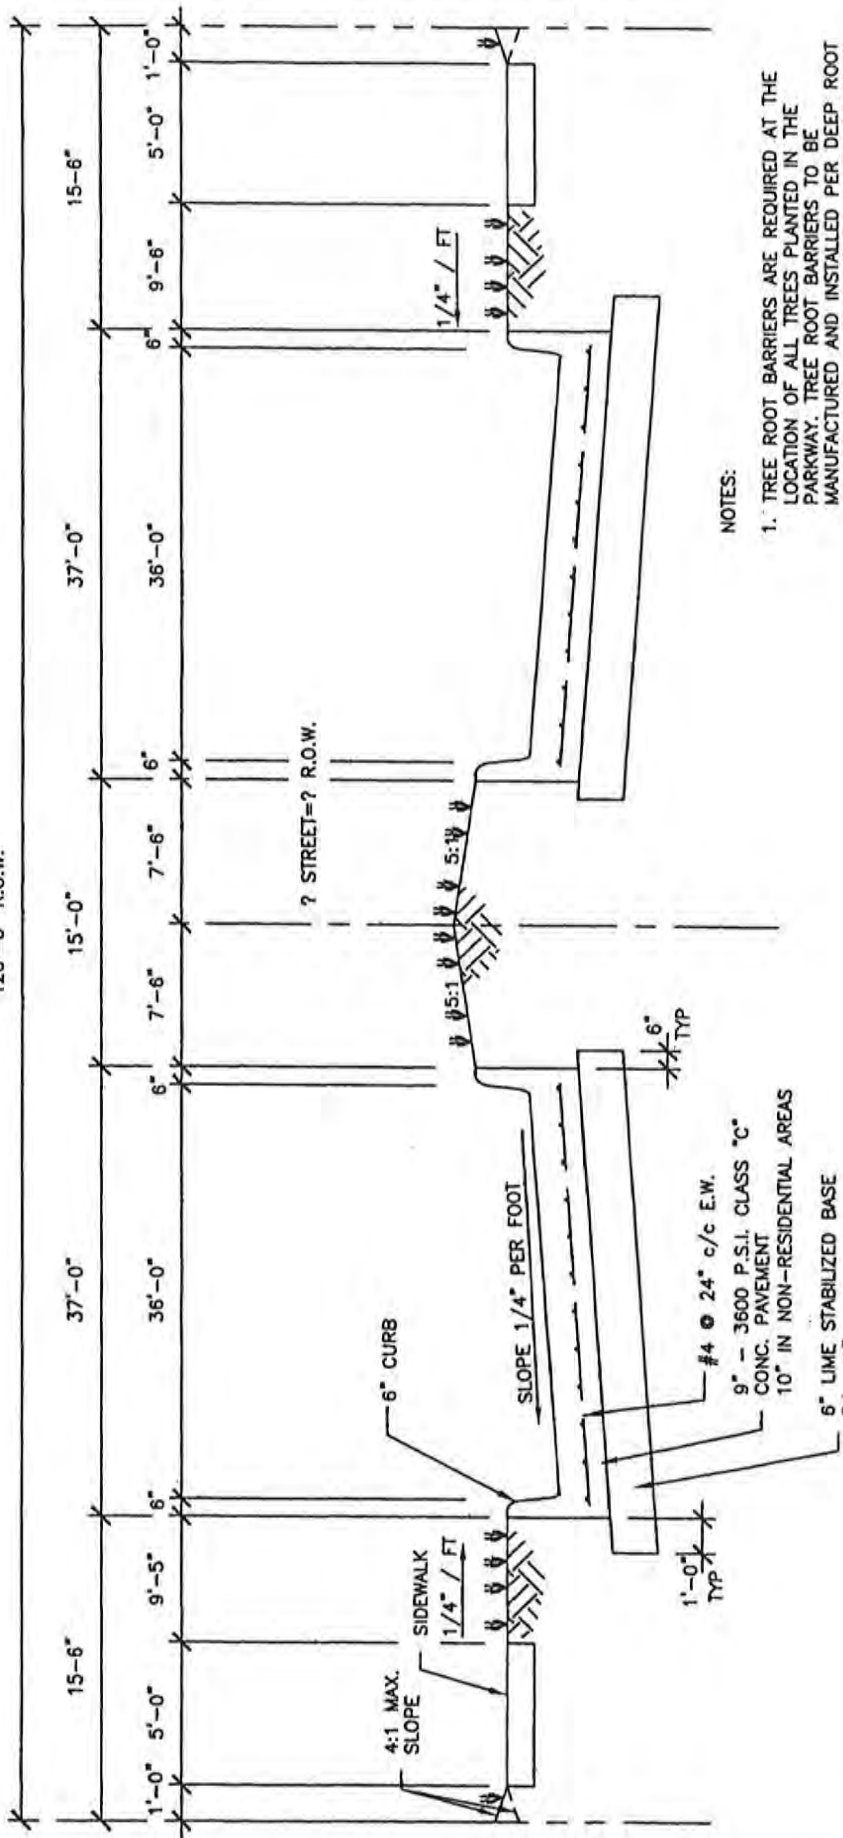 120'-0" R.O.W.
15-6"
37'-0"
15'-0"
37'-0"
15-6"
1'-0"
5'-0"
9'-5"
6"
36'-0"
6"
7'-6"
7'-6"
6"
36'-0"
6"
9'-6"
5'-0"
1'-0"
? STREET=? R.O.W.
4:1 MAX.
SLOPE
SIDEWALK
1/4" / FT
6" CURB
SLOPE 1/4" PER FOOT
5:1
5:1
1/4" / FT
1'-0"
TYP
6"
TYP
#4 @ 24" c/c E.W.
9" - 3600 P.S.I. CLASS "C"
CONC. PAVEMENT
10" IN NON-RESIDENTIAL AREAS
6" LIME STABILIZED BASE
NOTES:
1. TREE ROOT BARRIERS ARE REQUIRED AT THE
LOCATION OF ALL TREES PLANTED IN THE
PARKWAY. TREE ROOT BARRIERS TO BE
MANUFACTURED AND INSTALLED PER DEEP ROOT